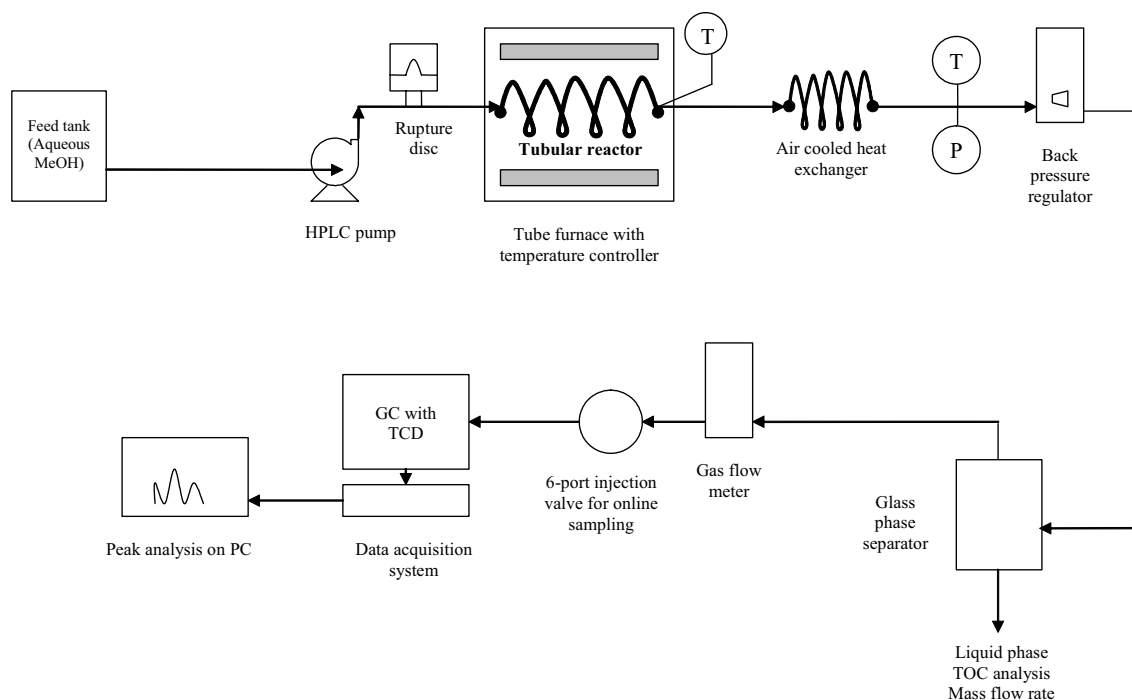 Feed tank
(Aqueous
MeOH)
HPLC pump
Rupture
disc
Tubular reactor
Tube furnace with
temperature controller
T
Air cooled heat
exchanger
T
P
Back
pressure
regulator
Glass
phase
separator
Liquid phase
TOC analysis
Mass flow rate
Gas flow
meter
6-port injection
valve for online
sampling
GC with
TCD
Data acquisition
system
Peak analysis on PC